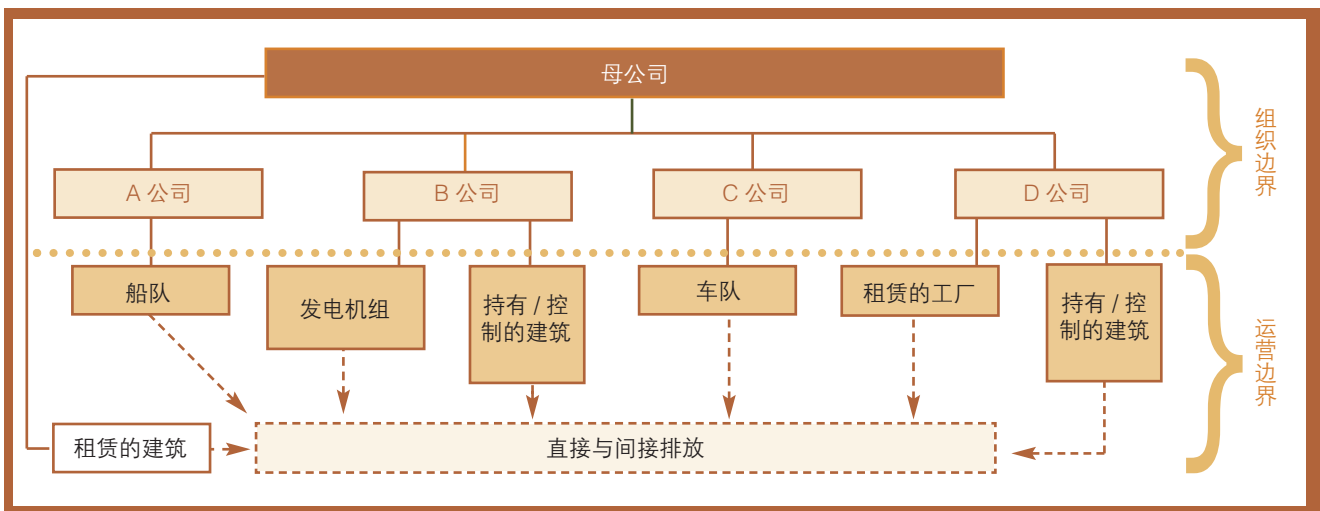 母公司
组织边界
A 公司
B 公司
C 公司
D 公司
船队
发电机组
持有 / 控
制的建筑
车队
租赁的工厂
持有 / 控
制的建筑
运营边界
租赁的建筑
直接与间接排放